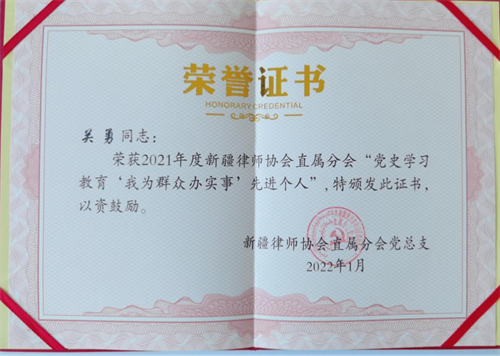 荣誉证书
HONORARY CREDENTIAL
关勇同志：
荣获2021年度新疆律师协会直属分会“党史学习
教育‘我为群众办实事’先进个人”，特颁发此证书，
以资鼓励。
新疆律师协会直属分会党总支
2022年1月